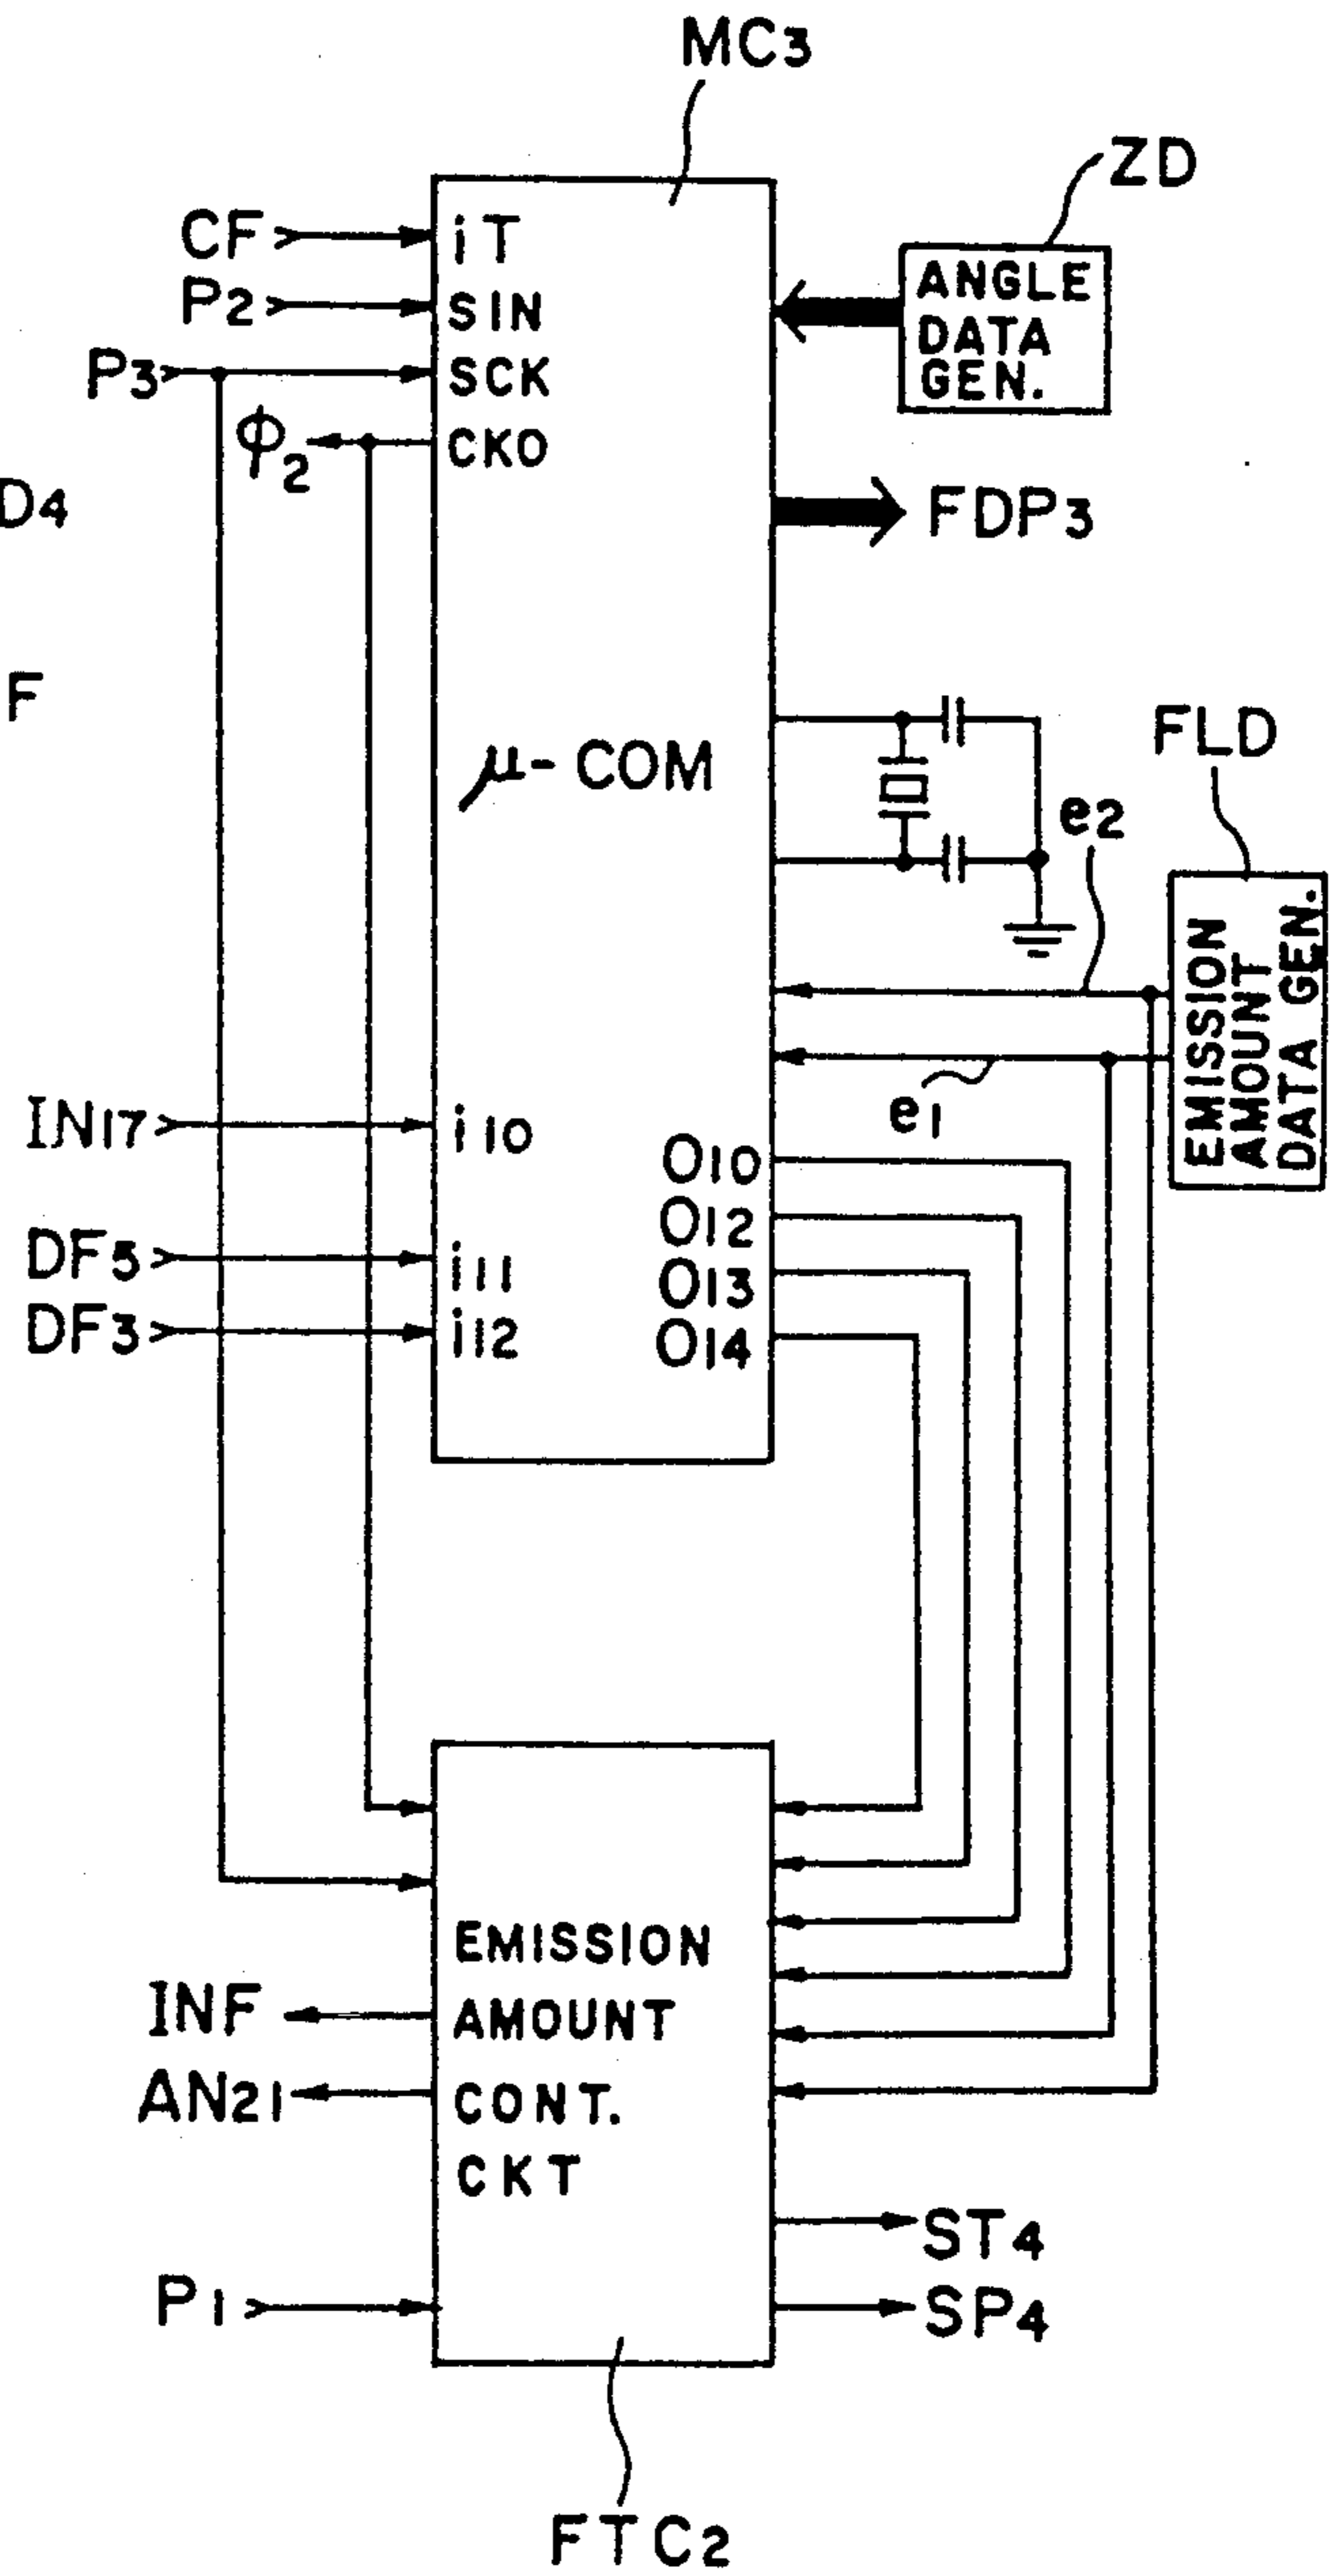 MC3
ZD
CF
iT
P2
SIN
P3
SCK
ϕ2
CKO
ANGLE
DATA
GEN.
D4
FDP3
F
μ-COM
FLD
e2
EMISSION
AMOUNT
DATA GEN.
e1
IN17
i10
O10
O12
DF5
i11
O13
DF3
i12
O14
EMISSION
INF
AMOUNT
AN21
CONT.
CKT
ST4
P1
SP4
FTC2